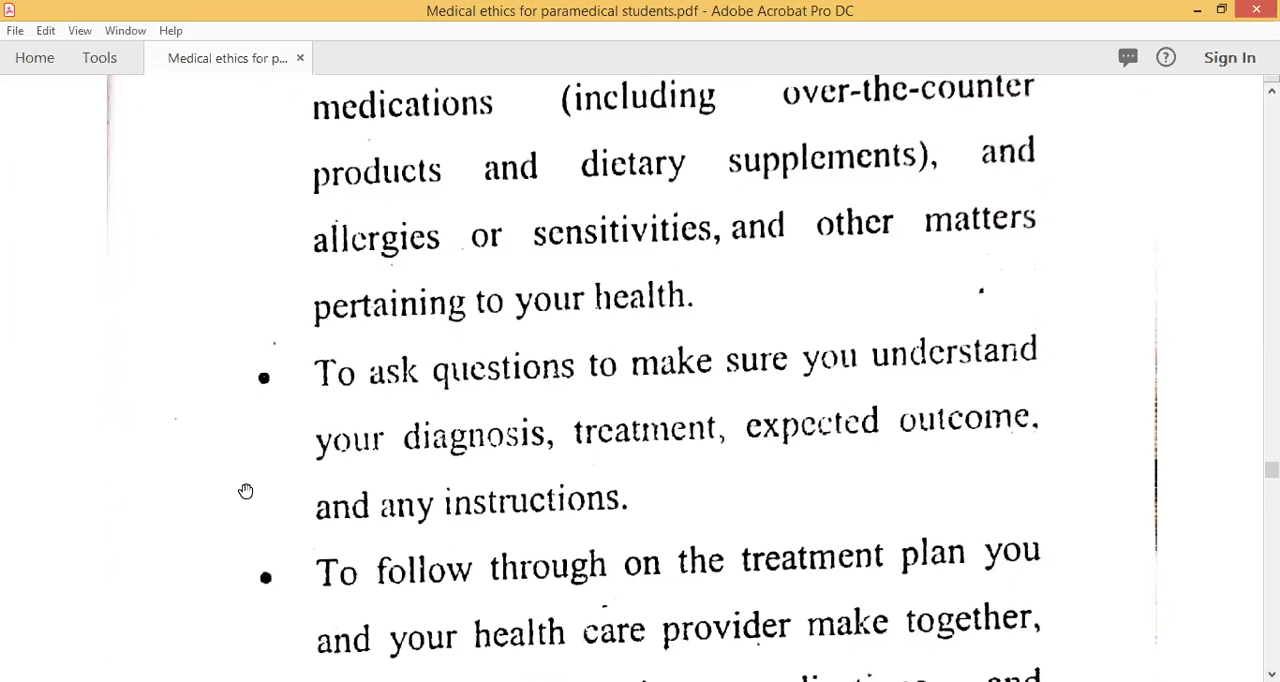 Medical ethics for paramedical students.pdf - Adobe Acrobat Pro DC
File Edit View Window Help
Home Tools Medical ethics for p... × Sign In
medications (including over-the-counter
products and dietary supplements), and
allergies or sensitivities, and other matters
pertaining to your health.
• To ask questions to make sure you understand
your diagnosis, treatment, expected outcome,
and any instructions.
• To follow through on the treatment plan you
and your health care provider make together,
and